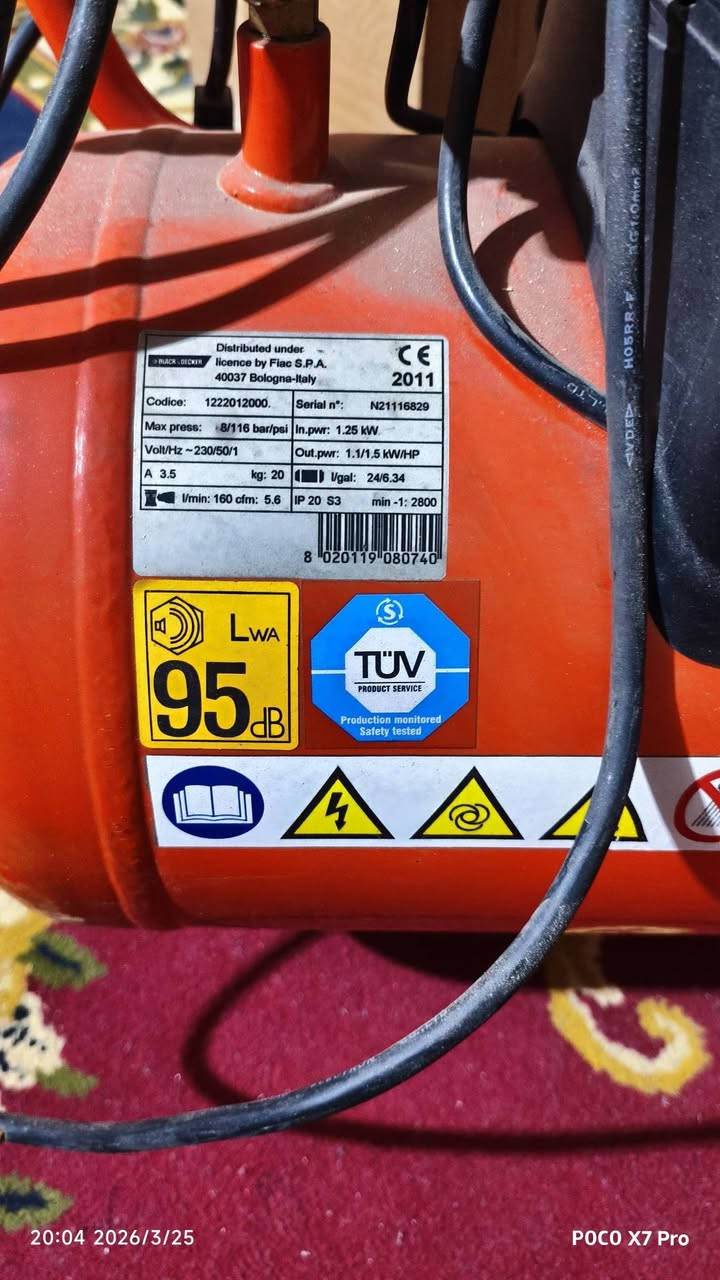 Distributed under
BLACK & DECKER licence by Fiac S.P.A.
40037 Bologna-Italy
CE
2011
Codice: 1222012000. Serial n°: N21116829
Max press: 8/116 bar/psi In.pwr: 1.25 kW
Volt/Hz ~230/50/1 Out.pwr: 1.1/1.5 kW/HP
A 3.5 kg: 20 l/gal: 24/6.34
l/min: 160 cfm: 5.6 IP 20 S3 min -1: 2800
8 020119 080740
LWA
95dB
S
TÜV
PRODUCT SERVICE
Production monitored
Safety tested
3G1.0mm2
H05RR-F
◁VDE▷
LTD
20:04 2026/3/25
POCO X7 Pro